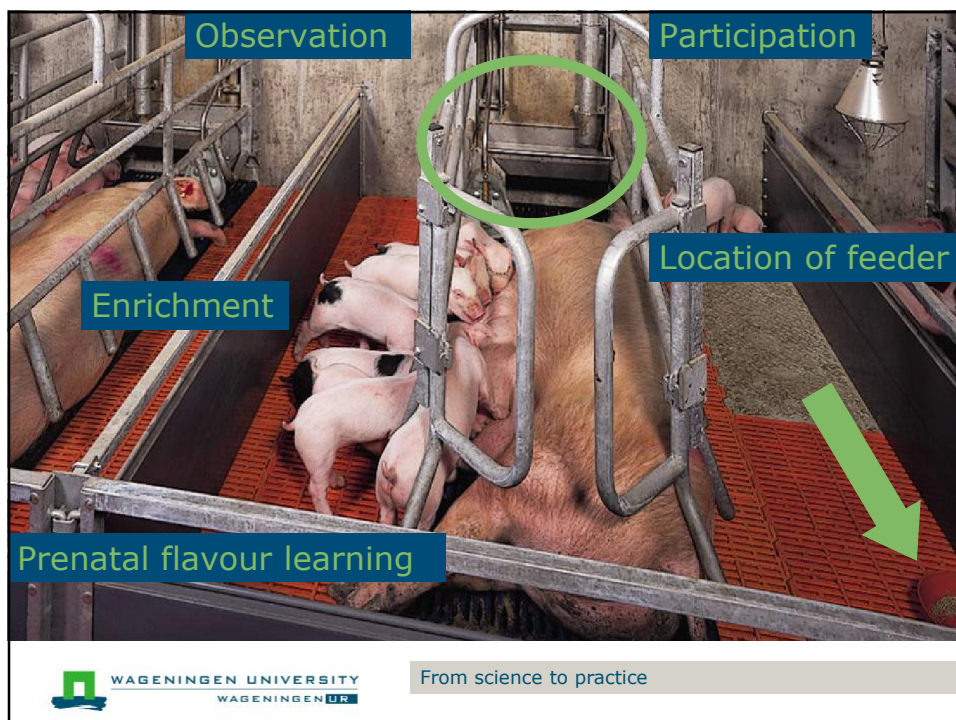 Observation
Participation
Location of feeder
Enrichment
Prenatal flavour learning
WAGENINGEN UNIVERSITY
WAGENINGEN UR
From science to practice